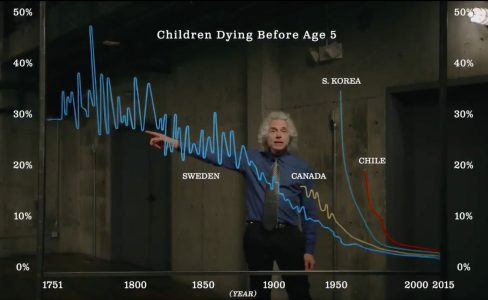 Children Dying Before Age 5
50%
40%
30%
20%
10%
0%
50%
40%
30%
20%
10%
0%
S. KOREA
CHILE
SWEDEN
CANADA
1751 1800 1850 1900 1950 2000 2015
(YEAR)